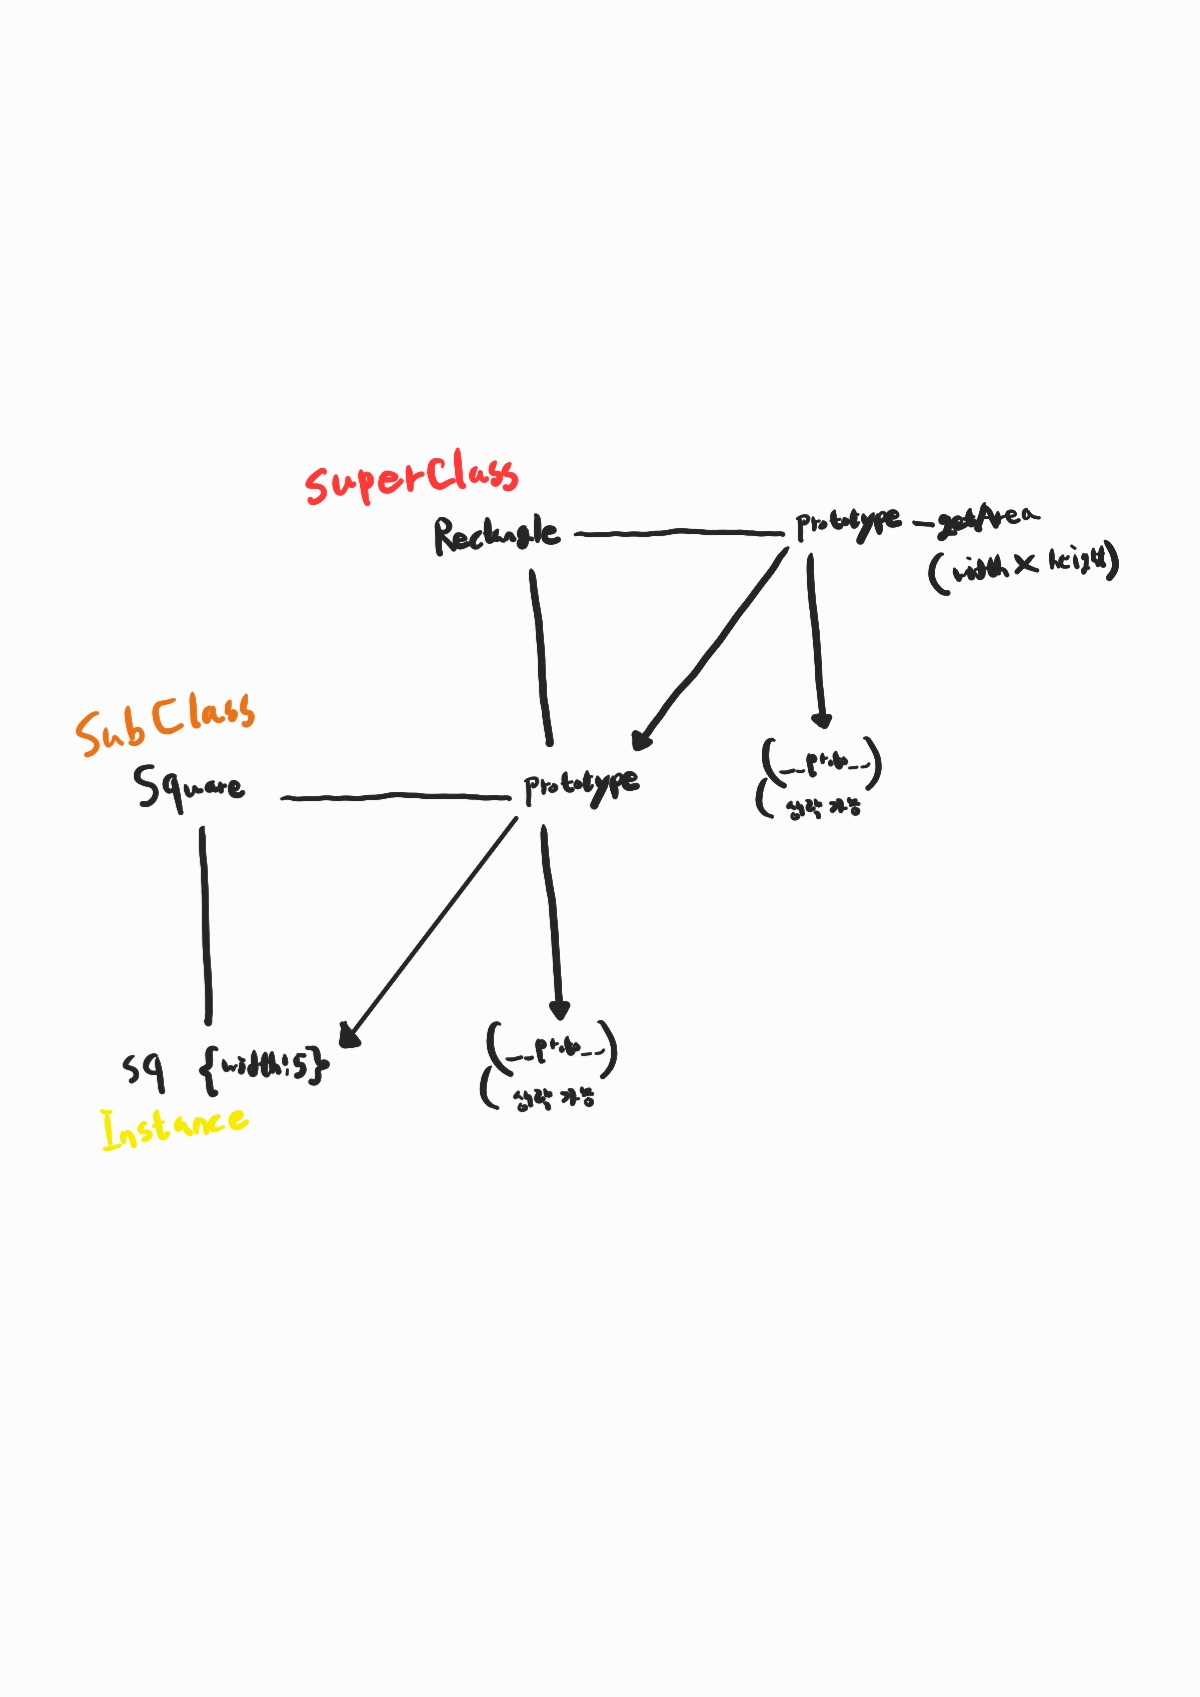 SuperClass
Rectangle prototype - getArea
(width X height)
SubClass
Square prototype
(__proto__)
( 생략 가능
sq {width:5}
Instance
(__proto__)
( 생략 가능